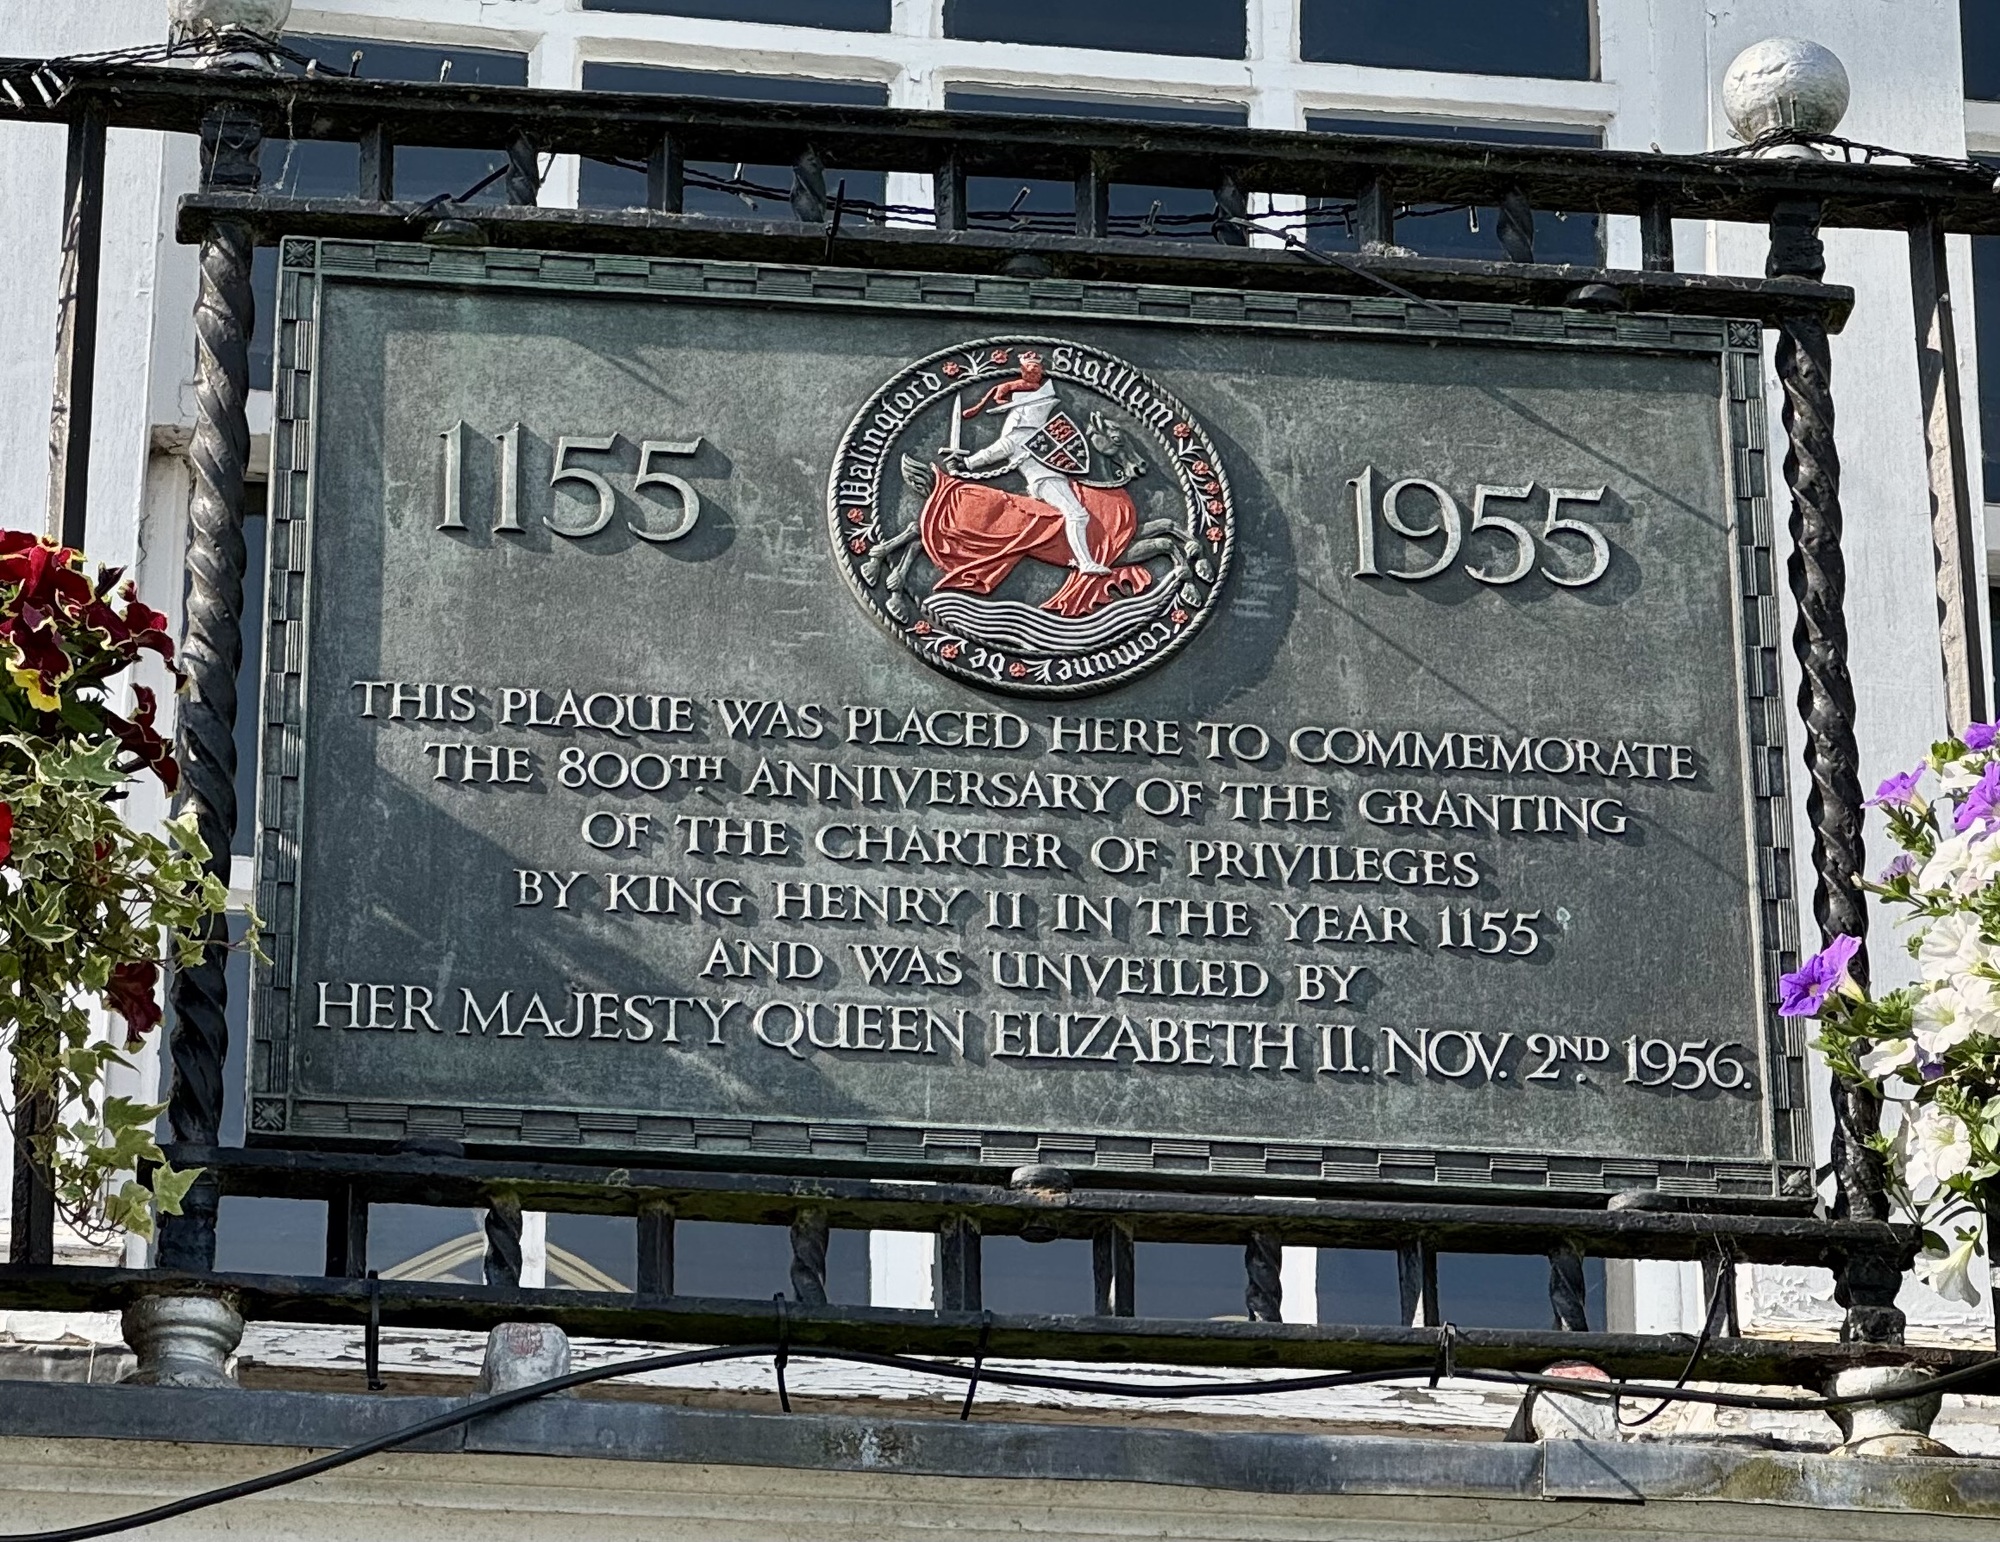 1155
Sigillum comune de Walingford
1955
THIS PLAQUE WAS PLACED HERE TO COMMEMORATE
THE 800TH ANNIVERSARY OF THE GRANTING
OF THE CHARTER OF PRIVILEGES
BY KING HENRY II IN THE YEAR 1155
AND WAS UNVEILED BY
HER MAJESTY QUEEN ELIZABETH II. NOV. 2ND 1956.